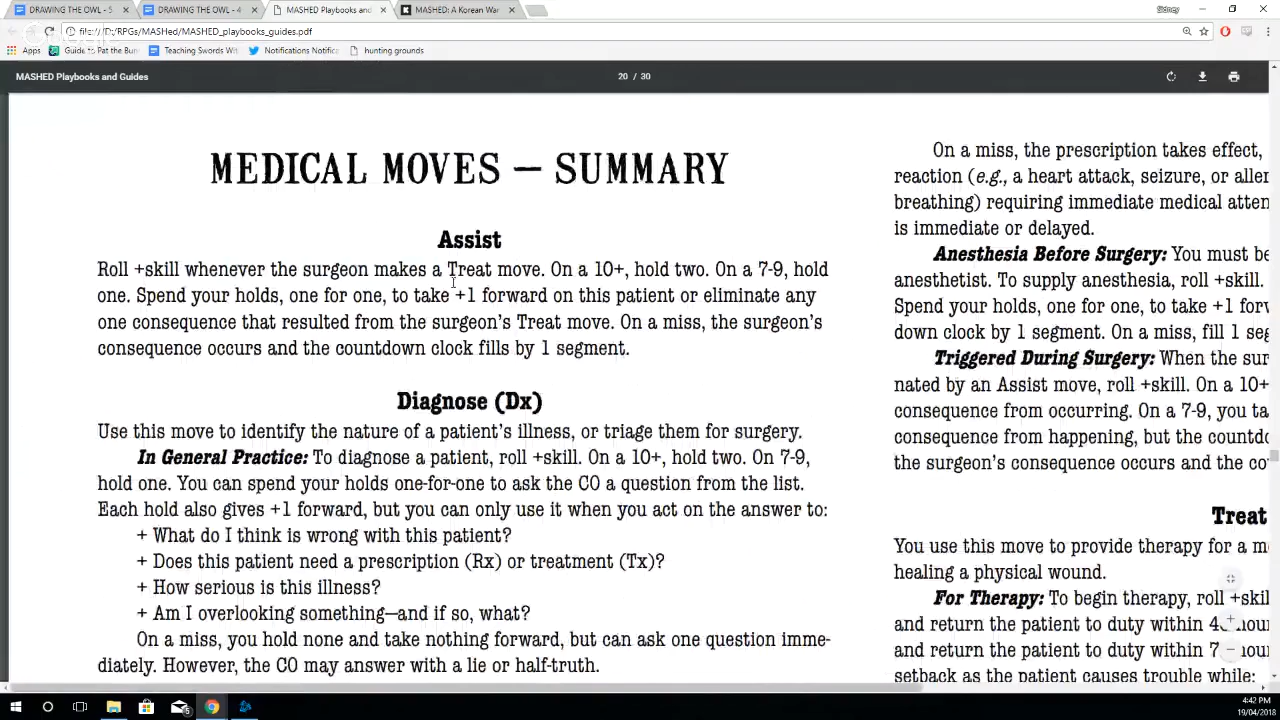 DRAWING THE OWL - 5
DRAWING THE OWL - 4
MASHED Playbooks and
MASHED: A Korean War
file:///D:/RPGs/MASHed/MASHED_playbooks_guides.pdf
Apps
Guide to Pat the Bun
Teaching Swords Wit
Notifications Notifica
hunting grounds
MASHED Playbooks and Guides
20 / 30
MEDICAL MOVES – SUMMARY
Assist
Roll +skill whenever the surgeon makes a Treat move. On a 10+, hold two. On a 7-9, hold
one. Spend your holds, one for one, to take +1 forward on this patient or eliminate any
one consequence that resulted from the surgeon's Treat move. On a miss, the surgeon's
consequence occurs and the countdown clock fills by 1 segment.
Diagnose (Dx)
Use this move to identify the nature of a patient's illness, or triage them for surgery.
In General Practice: To diagnose a patient, roll +skill. On a 10+, hold two. On 7-9,
hold one. You can spend your holds one-for-one to ask the CO a question from the list.
Each hold also gives +1 forward, but you can only use it when you act on the answer to:
+ What do I think is wrong with this patient?
+ Does this patient need a prescription (Rx) or treatment (Tx)?
+ How serious is this illness?
+ Am I overlooking something—and if so, what?
On a miss, you hold none and take nothing forward, but can ask one question imme-
diately. However, the CO may answer with a lie or half-truth.
On a miss, the prescription takes effect,
reaction (e.g., a heart attack, seizure, or aller
breathing) requiring immediate medical atten
is immediate or delayed.
Anesthesia Before Surgery: You must be
anesthetist. To supply anesthesia, roll +skill.
Spend your holds, one for one, to take +1 forw
down clock by 1 segment. On a miss, fill 1 seg
Triggered During Surgery: When the sur
nated by an Assist move, roll +skill. On a 10+
consequence from occurring. On a 7-9, you ta
consequence from happening, but the countdo
the surgeon's consequence occurs and the co
Treat
You use this move to provide therapy for a me
healing a physical wound.
For Therapy: To begin therapy, roll +skil
and return the patient to duty within
and return the patient to duty within
setback as the patient causes trouble while:
4:42 PM
19/04/2018